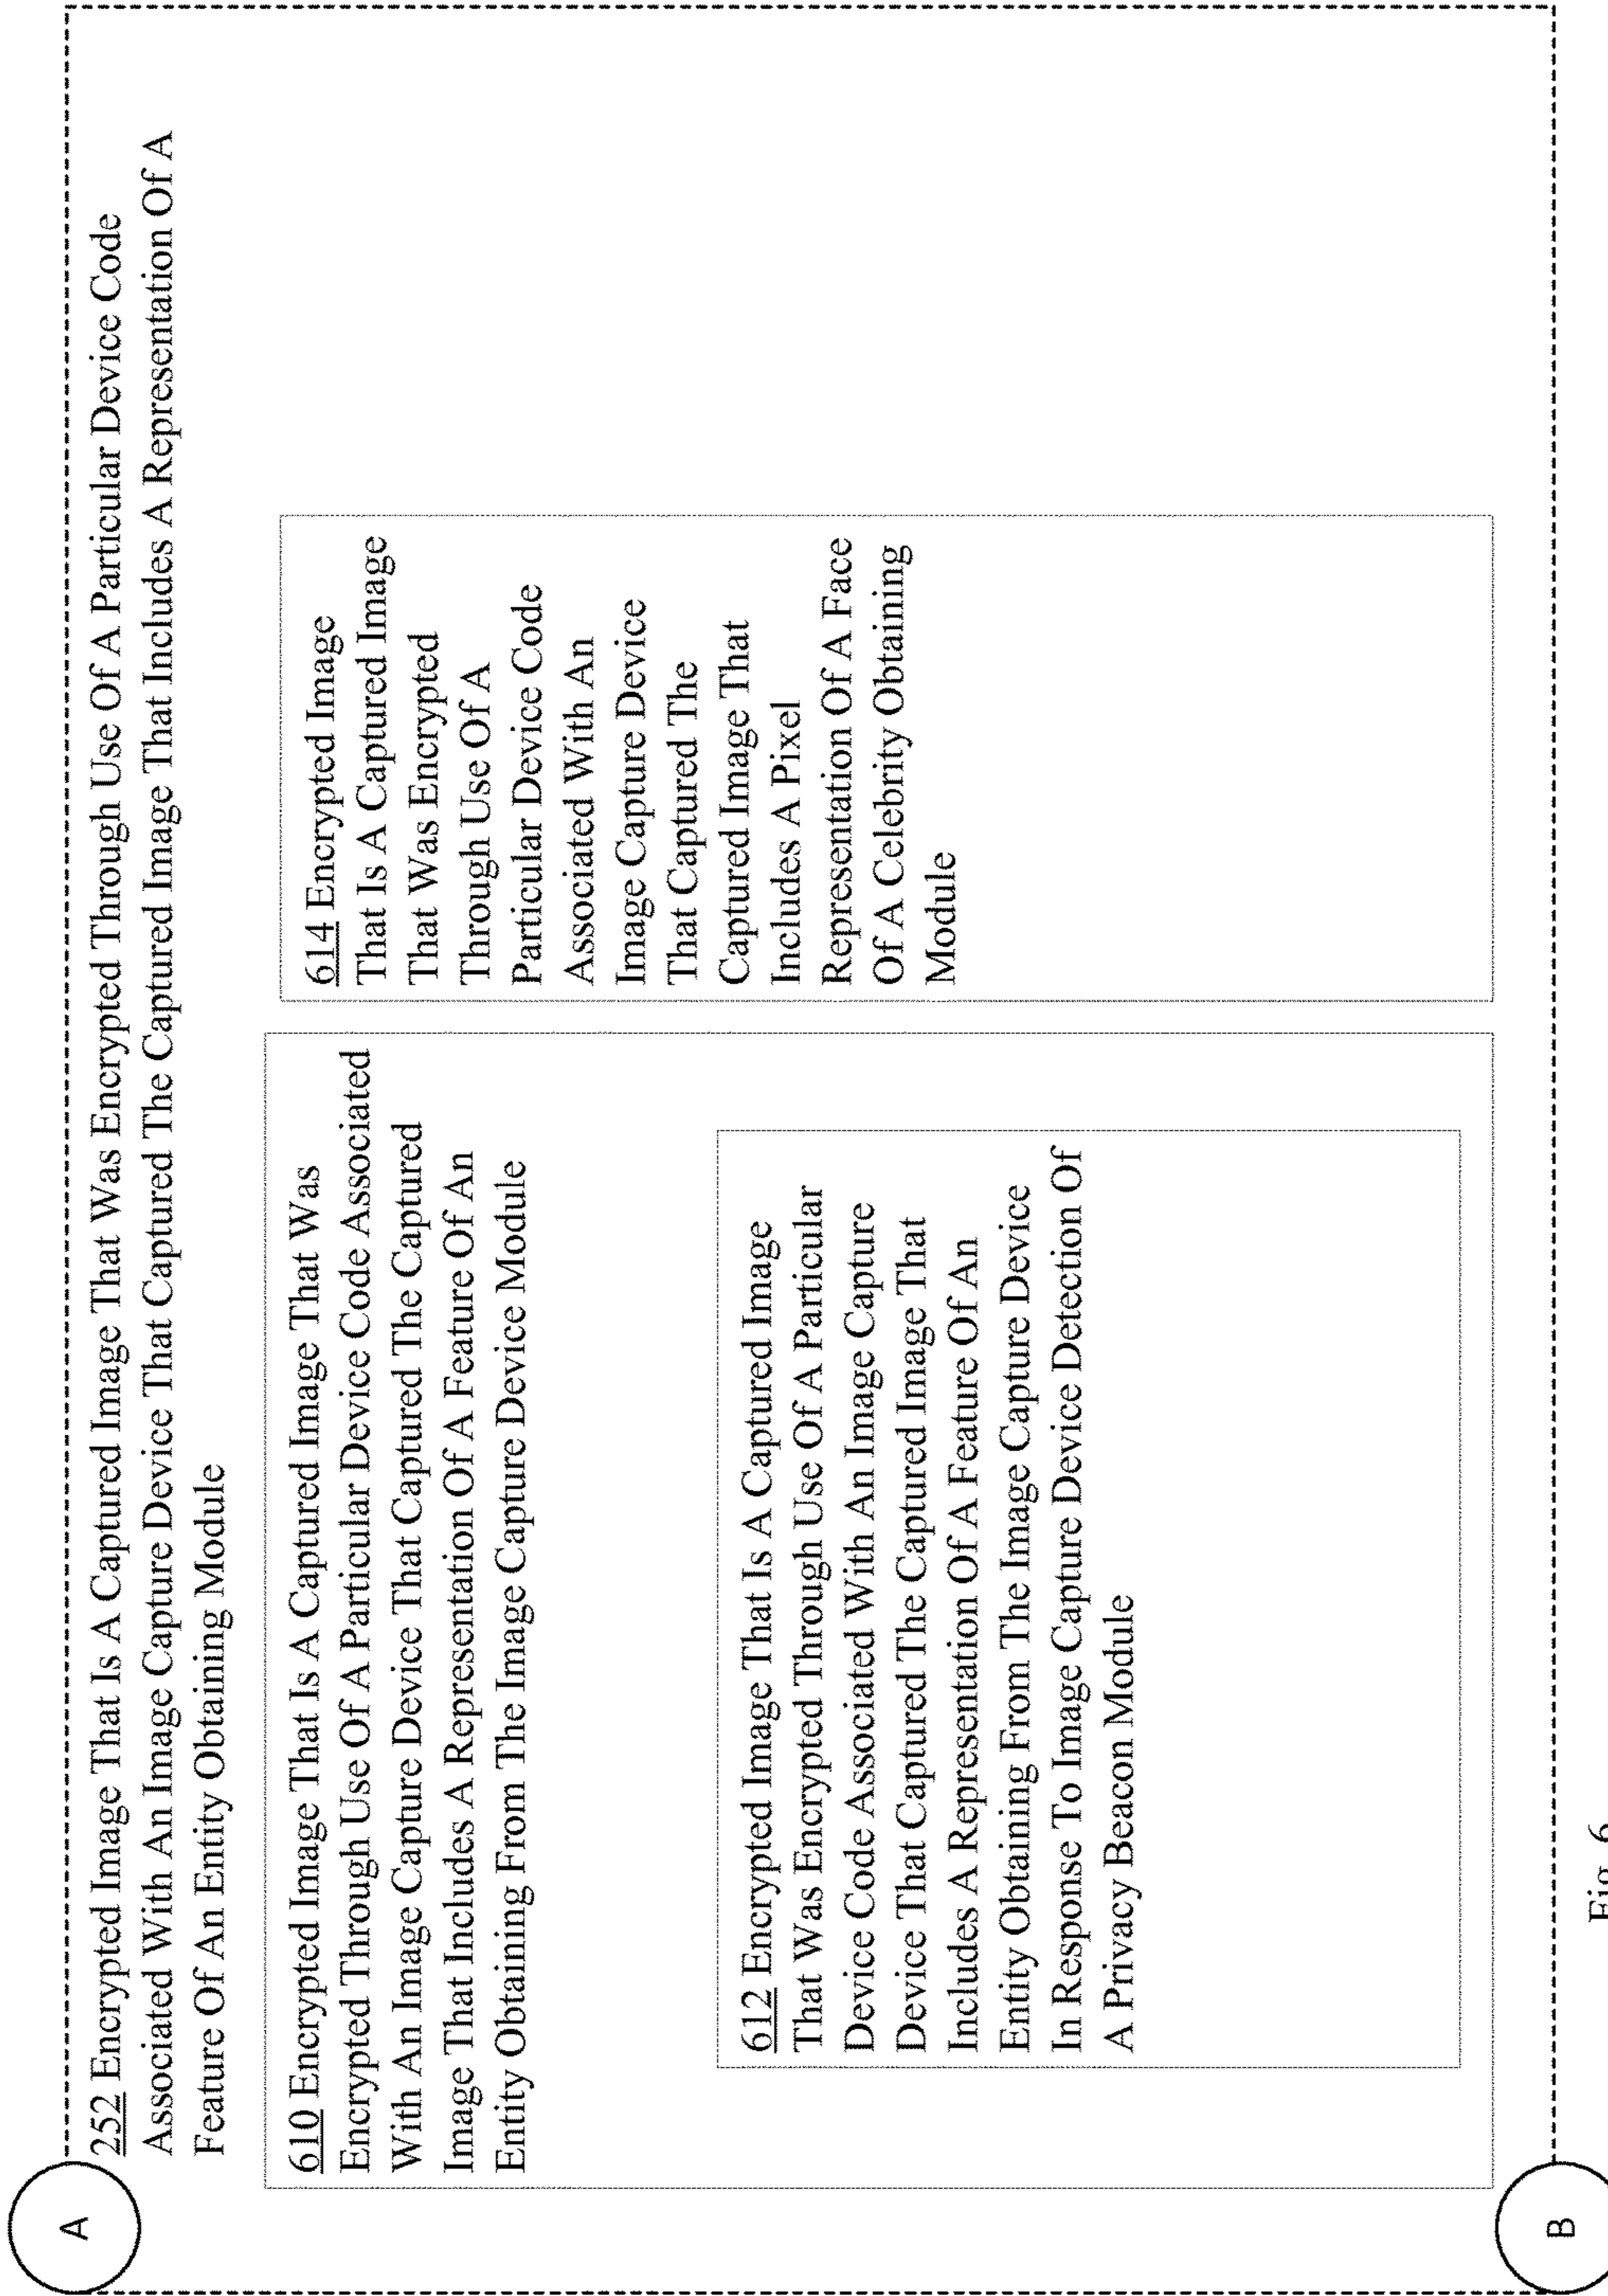 A
252 Encrypted Image That Is A Captured Image That Was Encrypted Through Use Of A Particular Device Code
Associated With An Image Capture Device That Captured The Captured Image That Includes A Representation Of A
Feature Of An Entity Obtaining Module
610 Encrypted Image That Is A Captured Image That Was
Encrypted Through Use Of A Particular Device Code Associated
With An Image Capture Device That Captured The Captured
Image That Includes A Representation Of A Feature Of An
Entity Obtaining From The Image Capture Device Module
612 Encrypted Image That Is A Captured Image
That Was Encrypted Through Use Of A Particular
Device Code Associated With An Image Capture
Device That Captured The Captured Image That
Includes A Representation Of A Feature Of An
Entity Obtaining From The Image Capture Device
In Response To Image Capture Device Detection Of
A Privacy Beacon Module
614 Encrypted Image
That Is A Captured Image
That Was Encrypted
Through Use Of A
Particular Device Code
Associated With An
Image Capture Device
That Captured The
Captured Image That
Includes A Pixel
Representation Of A Face
Of A Celebrity Obtaining
Module
B
Fig. 6